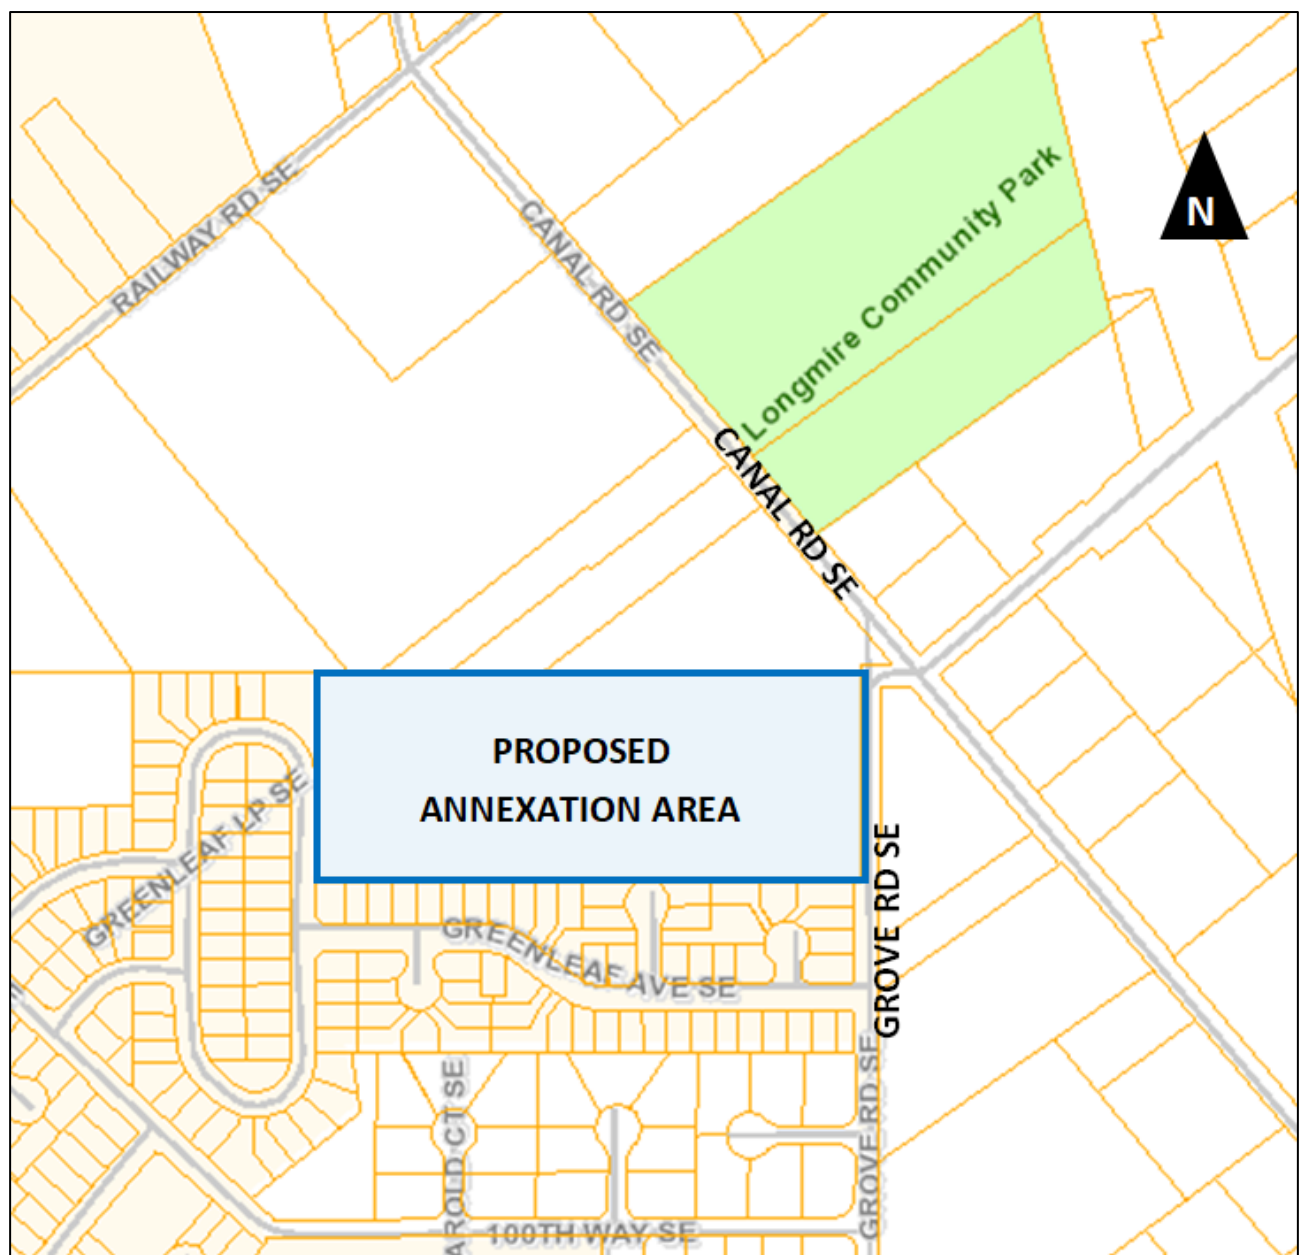 RAILWAY RD SE
CANAL RD SE
Longmire Community Park
N
CANAL RD SE
PROPOSED
ANNEXATION AREA
GREENLEAF LP SE
GROVE RD SE
GREENLEAF AVE SE
GROVE RD SE
AROLD CT SE
100TH WAY SE